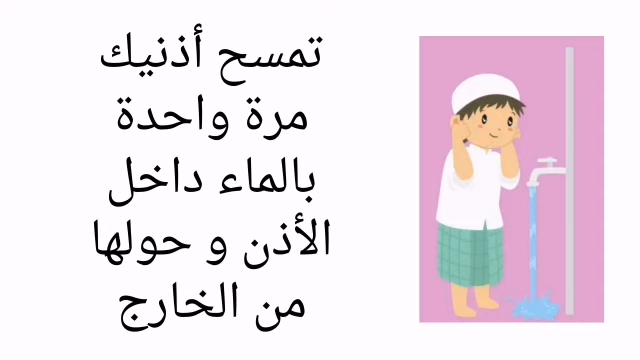 تمسح أذنيك
مرة واحدة
بالماء داخل
الأذن و حولها
من الخارج